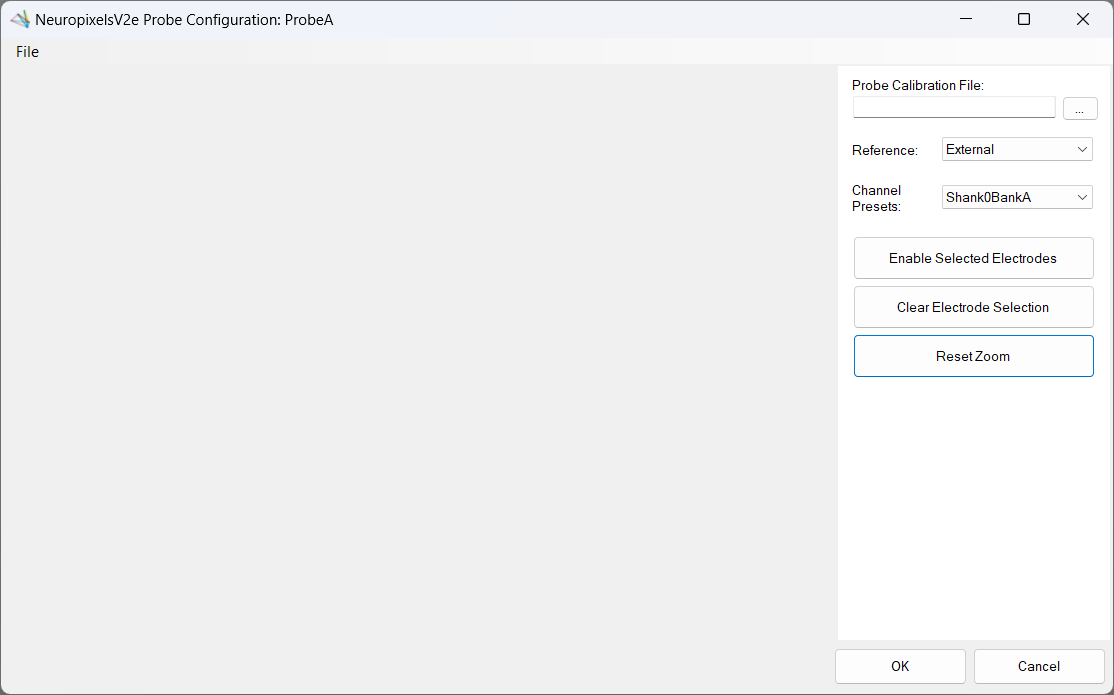 NeuropixelsV2e Probe Configuration: ProbeA
File
Probe Calibration File:
...
Reference:
External
Channel
Presets:
Shank0BankA
Enable Selected Electrodes
Clear Electrode Selection
Reset Zoom
OK
Cancel